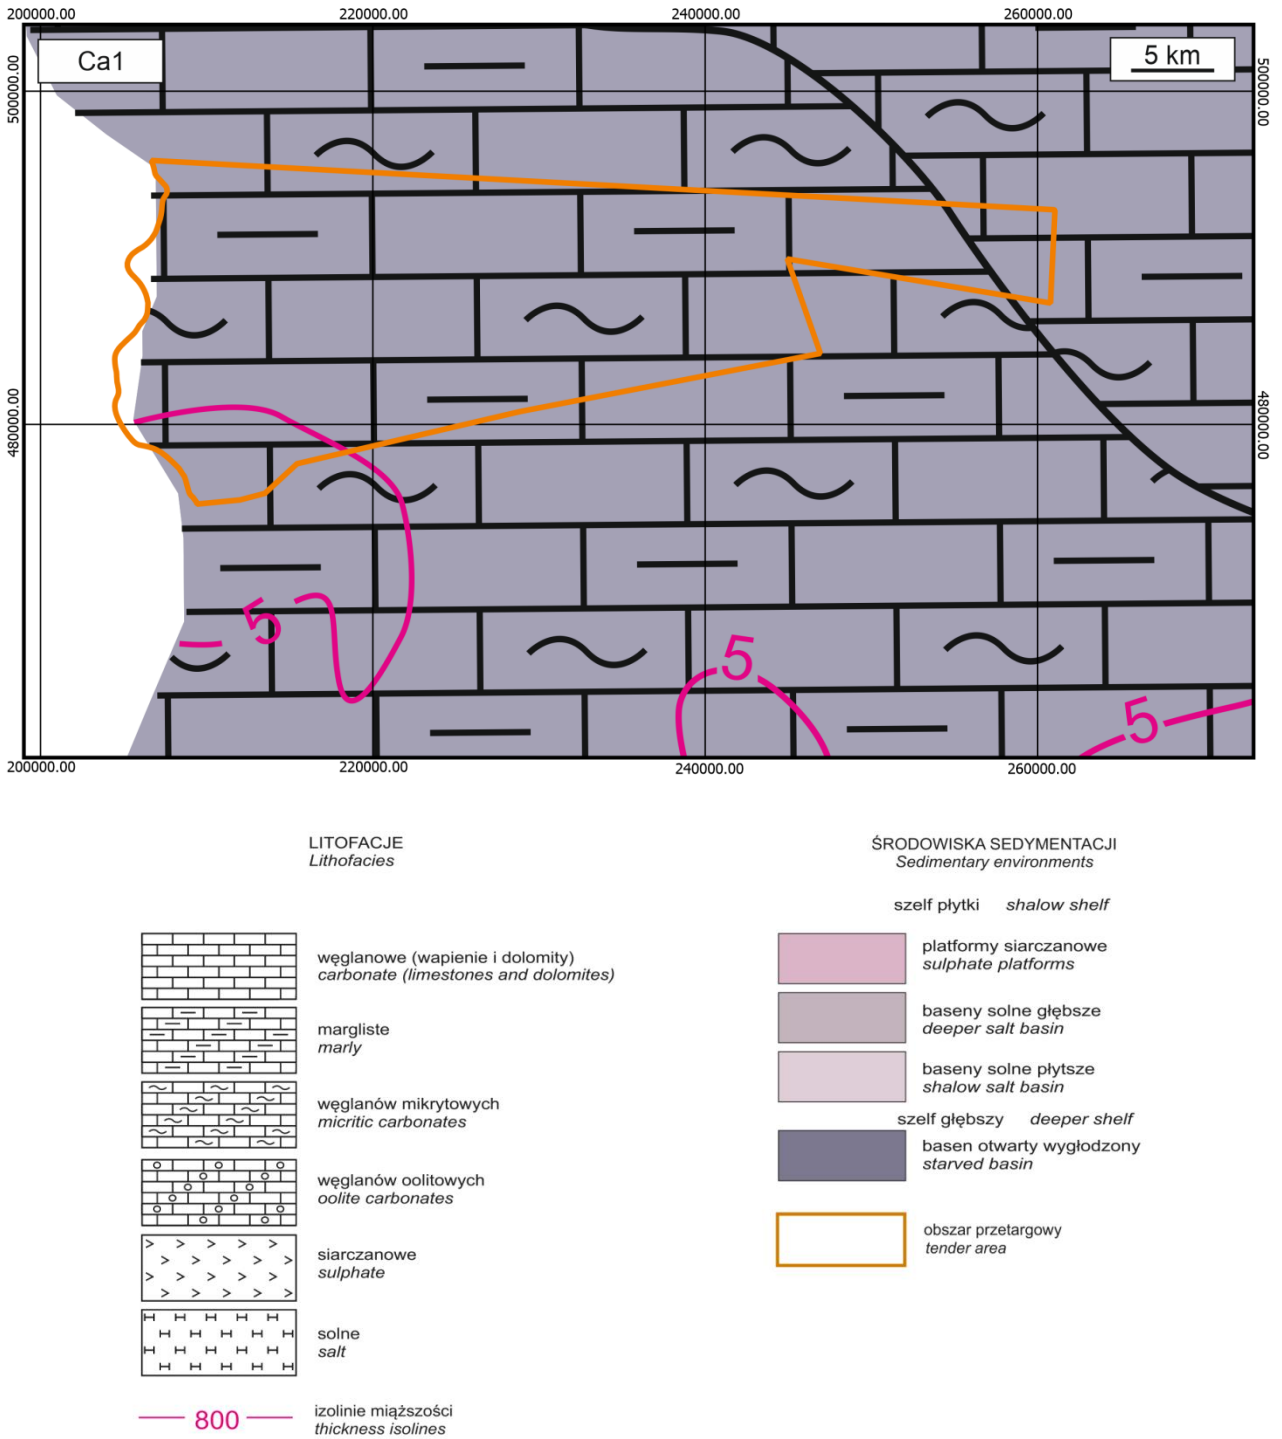 200000.00 220000.00 240000.00 260000.00
Ca1
5 km
500000.00
500000.00
480000.00
480000.00
5
5
5
200000.00 220000.00 240000.00 260000.00
LITOFACJE
Lithofacies
węglanowe (wapienie i dolomity)
carbonate (limestones and dolomites)
margliste
marly
węglanów mikrytowych
micritic carbonates
węglanów oolitowych
oolite carbonates
siarczanowe
sulphate
solne
salt
800
izolinie miąższości
thickness isolines
ŚRODOWISKA SEDYMENTACJI
Sedimentary environments
szelf płytki shalow shelf
platformy siarczanowe
sulphate platforms
baseny solne głębsze
deeper salt basin
baseny solne płytsze
shalow salt basin
szelf głębszy deeper shelf
basen otwarty wygłodzony
starved basin
obszar przetargowy
tender area